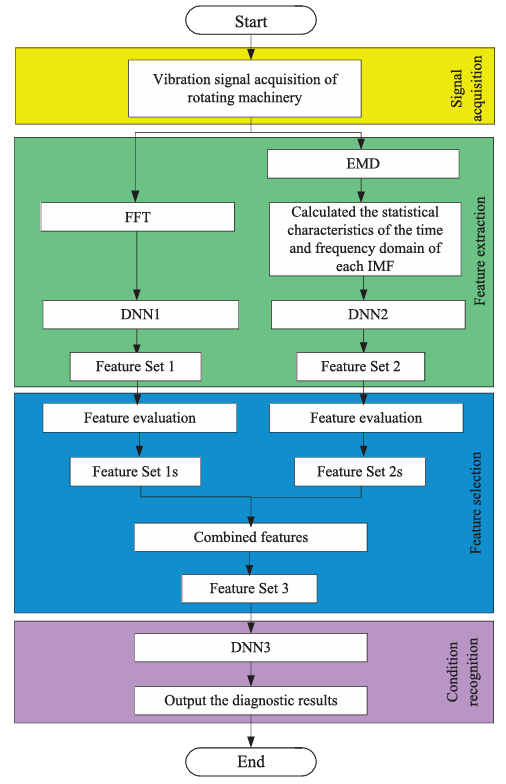 Start
Vibration signal acquisition of
rotating machinery
Signal
acquisition
EMD
FFT
Calculated the statistical
characteristics of the time
and frequency domain of
each IMF
DNN1
DNN2
Feature Set 1
Feature Set 2
Feature extraction
Feature evaluation
Feature evaluation
Feature Set 1s
Feature Set 2s
Combined features
Feature Set 3
Feature selection
DNN3
Output the diagnostic results
Condition
recognition
End